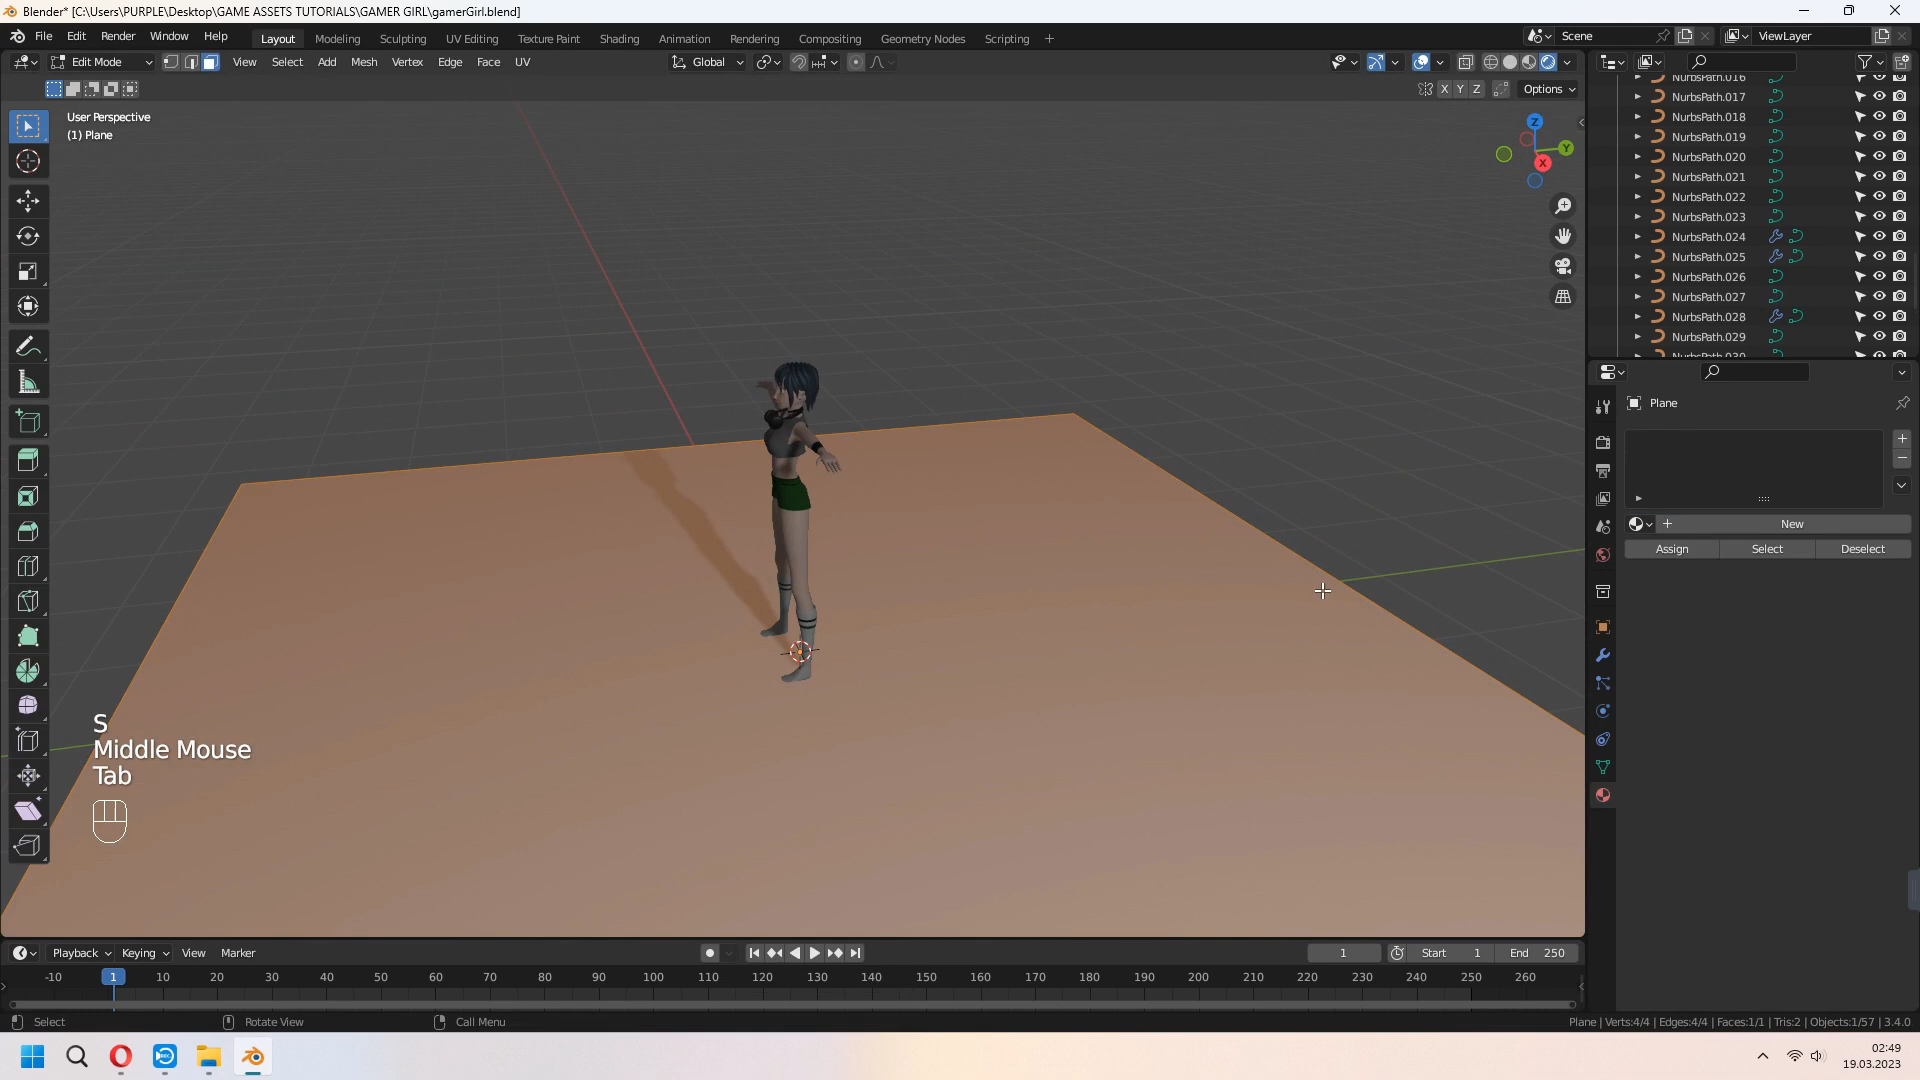 Blender* [C:\Users\PURPLE\Desktop\GAME ASSETS TUTORIALS\GAMER GIRL\gamerGirl.blend]
File Edit Render Window Help Layout Modeling Sculpting UV Editing Texture Paint Shading Animation Rendering Compositing Geometry Nodes Scripting + Scene ViewLayer
Edit Mode View Select Add Mesh Vertex Edge Face UV Global
X Y Z Options
User Perspective
(1) Plane
Z
Y
X
NurbsPath.016
NurbsPath.017
NurbsPath.018
NurbsPath.019
NurbsPath.020
NurbsPath.021
NurbsPath.022
NurbsPath.023
NurbsPath.024
NurbsPath.025
NurbsPath.026
NurbsPath.027
NurbsPath.028
NurbsPath.029
NurbsPath.030
Plane
New
Assign Select Deselect
S
Middle Mouse
Tab
Playback Keying View Marker 1 Start 1 End 250
-10 1 10 20 30 40 50 60 70 80 90 100 110 120 130 140 150 160 170 180 190 200 210 220 230 240 250 260
Select Rotate View Call Menu Plane | Verts:4/4 | Edges:4/4 | Faces:1/1 | Tris:2 | Objects:1/57 | 3.4.0
02:49
19.03.2023